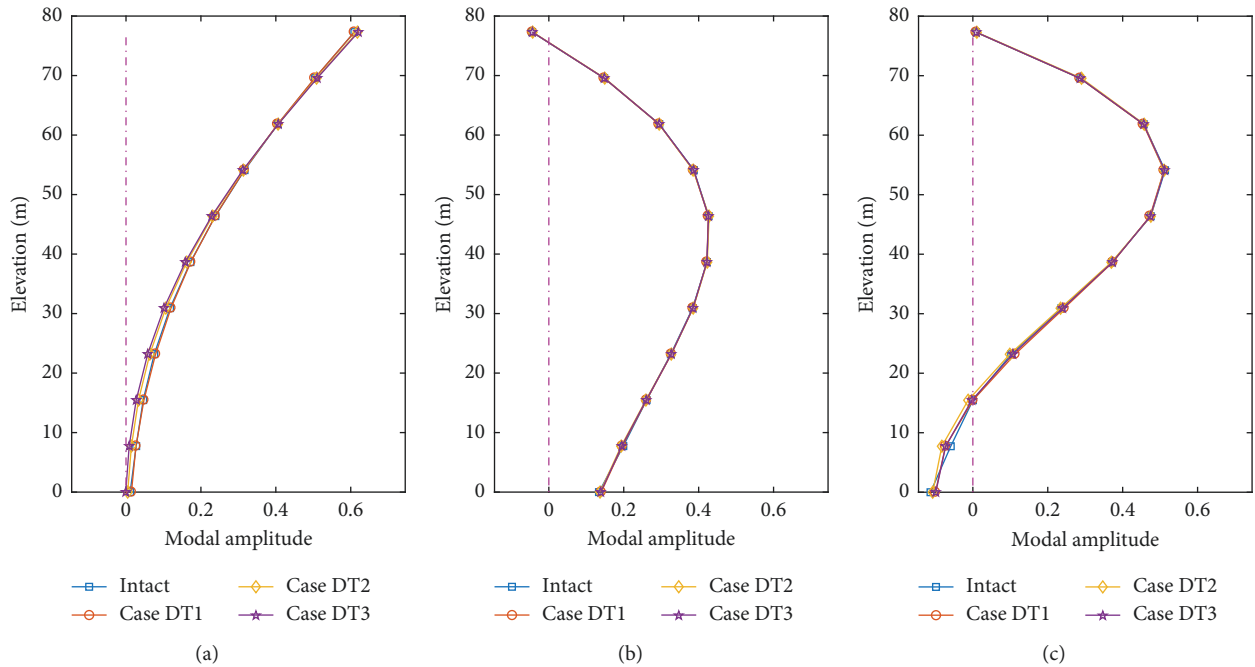 80
70
60
50
40
30
20
10
0
Elevation (m)
0 0.2 0.4 0.6
Modal amplitude
Intact
Case DT1
Case DT2
Case DT3
(a)
80
70
60
50
40
30
20
10
0
Elevation (m)
0 0.2 0.4 0.6
Modal amplitude
Intact
Case DT1
Case DT2
Case DT3
(b)
80
70
60
50
40
30
20
10
0
Elevation (m)
0 0.2 0.4 0.6
Modal amplitude
Intact
Case DT1
Case DT2
Case DT3
(c)